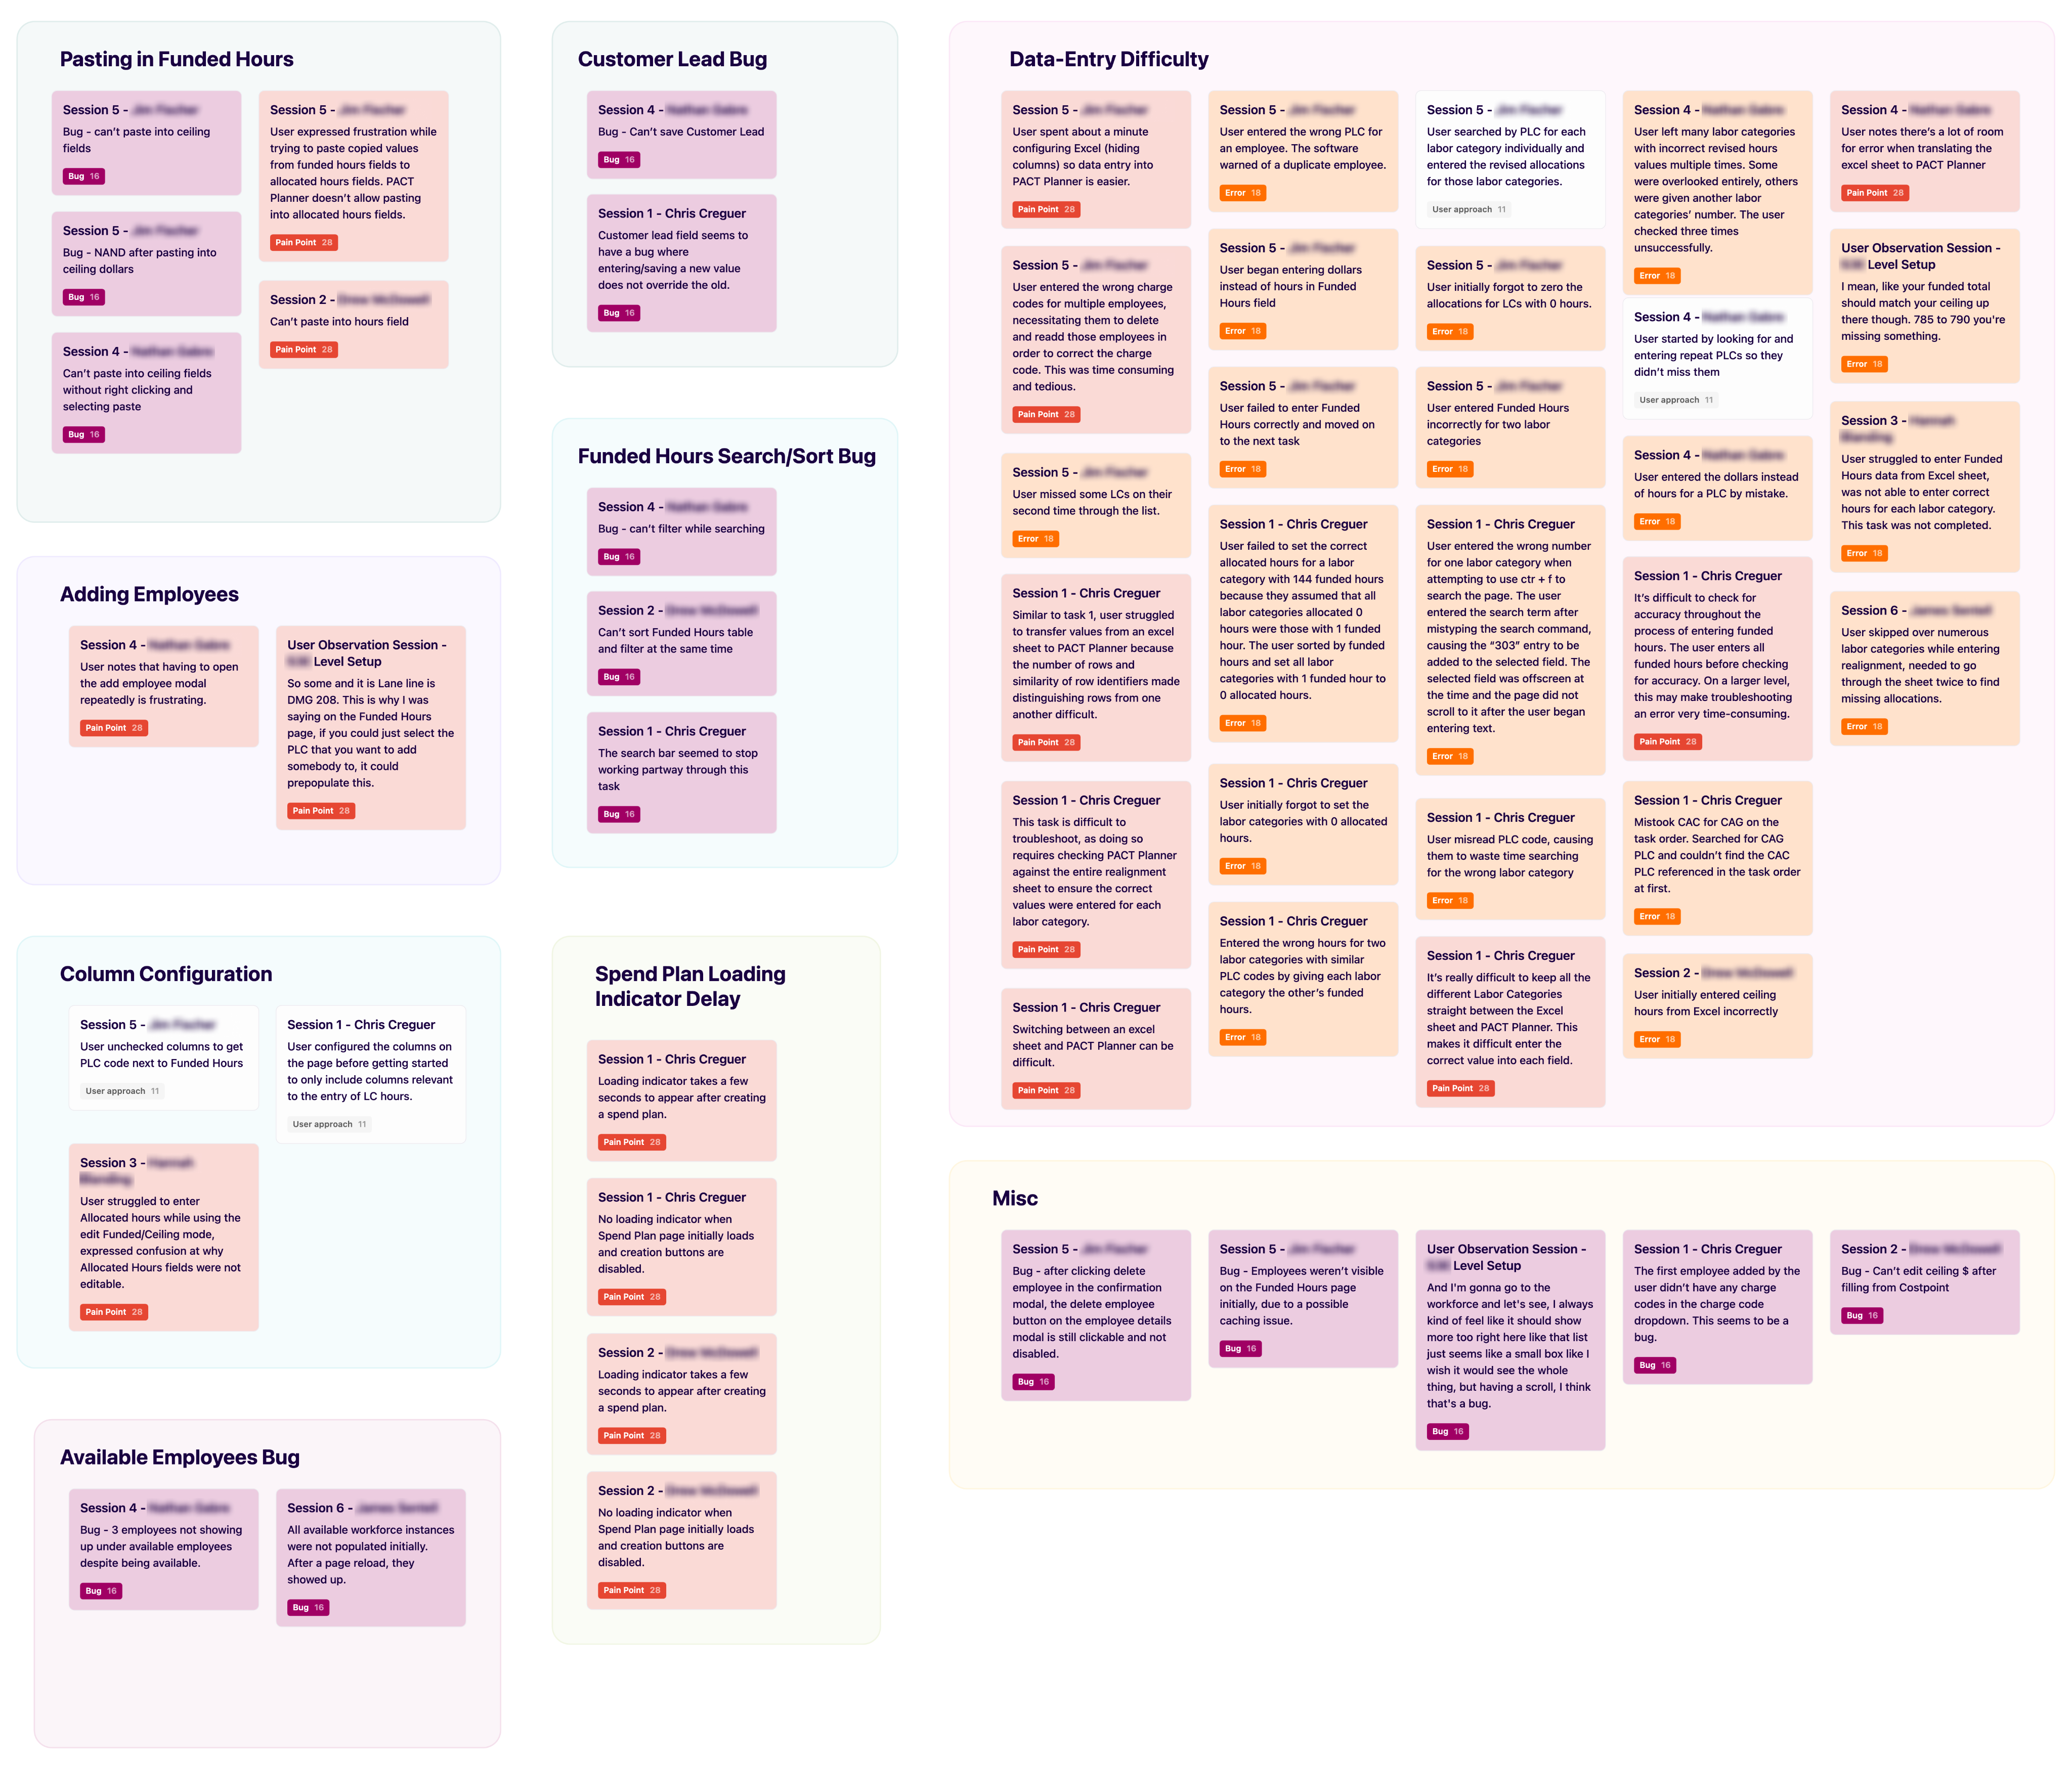 Pasting in Funded Hours
Session 5 -
Bug - can't paste into ceiling
fields
Bug 16
Session 5 -
Bug - NAND after pasting into
ceiling dollars
Bug 16
Session 4 -
Can't paste into ceiling fields
without right clicking and
selecting paste
Bug 16
Session 5 -
User expressed frustration while
trying to paste copied values
from funded hours fields to
allocated hours fields. PACT
Planner doesn't allow pasting
into allocated hours fields.
Pain Point 28
Session 2 -
Can't paste into hours field
Pain Point 28
Adding Employees
Session 4 -
User notes that having to open
the add employee modal
repeatedly is frustrating.
Pain Point 28
User Observation Session -
Level Setup
So some and it is Lane line is
DMG 208. This is why I was
saying on the Funded Hours
page, if you could just select the
PLC that you want to add
somebody to, it could
prepopulate this.
Pain Point 28
Column Configuration
Session 5 -
User unchecked columns to get
PLC code next to Funded Hours
User approach 11
Session 3 -
User struggled to enter
Allocated hours while using the
edit Funded/Ceiling mode,
expressed confusion at why
Allocated Hours fields were not
editable.
Pain Point 28
Session 1 - Chris Creguer
User configured the columns on
the page before getting started
to only include columns relevant
to the entry of LC hours.
User approach 11
Available Employees Bug
Session 4 -
Bug - 3 employees not showing
up under available employees
despite being available.
Bug 16
Session 6 -
All available workforce instances
were not populated initially.
After a page reload, they
showed up.
Bug 16
Customer Lead Bug
Session 4 -
Bug - Can't save Customer Lead
Bug 16
Session 1 - Chris Creguer
Customer lead field seems to
have a bug where
entering/saving a new value
does not override the old.
Bug 16
Funded Hours Search/Sort Bug
Session 4 -
Bug - can't filter while searching
Bug 16
Session 2 -
Can't sort Funded Hours table
and filter at the same time
Bug 16
Session 1 - Chris Creguer
The search bar seemed to stop
working partway through this
task
Bug 16
Spend Plan Loading
Indicator Delay
Session 1 - Chris Creguer
Loading indicator takes a few
seconds to appear after creating
a spend plan.
Pain Point 28
Session 1 - Chris Creguer
No loading indicator when
Spend Plan page initially loads
and creation buttons are
disabled.
Pain Point 28
Session 2 -
Loading indicator takes a few
seconds to appear after creating
a spend plan.
Pain Point 28
Session 2 -
No loading indicator when
Spend Plan page initially loads
and creation buttons are
disabled.
Pain Point 28
Data-Entry Difficulty
Session 5 -
User spent about a minute
configuring Excel (hiding
columns) so data entry into
PACT Planner is easier.
Pain Point 28
Session 5 -
User entered the wrong charge
codes for multiple employees,
necessitating them to delete
and readd those employees in
order to correct the charge
code. This was time consuming
and tedious.
Pain Point 28
Session 5 -
User missed some LCs on their
second time through the list.
Error 18
Session 1 - Chris Creguer
Similar to task 1, user struggled
to transfer values from an excel
sheet to PACT Planner because
the number of rows and
similarity of row identifiers made
distinguishing rows from one
another difficult.
Pain Point 28
Session 1 - Chris Creguer
This task is difficult to
troubleshoot, as doing so
requires checking PACT Planner
against the entire realignment
sheet to ensure the correct
values were entered for each
labor category.
Pain Point 28
Session 1 - Chris Creguer
Switching between an excel
sheet and PACT Planner can be
difficult.
Pain Point 28
Session 5 -
User entered the wrong PLC for
an employee. The software
warned of a duplicate employee.
Error 18
Session 5 -
User began entering dollars
instead of hours in Funded
Hours field
Error 18
Session 5 -
User failed to enter Funded
Hours correctly and moved on
to the next task
Error 18
Session 1 - Chris Creguer
User failed to set the correct
allocated hours for a labor
category with 144 funded hours
because they assumed that all
labor categories allocated 0
hours were those with 1 funded
hour. The user sorted by funded
hours and set all labor
categories with 1 funded hour to
0 allocated hours.
Error 18
Session 1 - Chris Creguer
User initially forgot to set the
labor categories with 0 allocated
hours.
Error 18
Session 1 - Chris Creguer
Entered the wrong hours for two
labor categories with similar
PLC codes by giving each labor
category the other's funded
hours.
Error 18
Session 5 -
User searched by PLC for each
labor category individually and
entered the revised allocations
for those labor categories.
User approach 11
Session 5 -
User initially forgot to zero the
allocations for LCs with 0 hours.
Error 18
Session 5 -
User entered Funded Hours
incorrectly for two labor
categories
Error 18
Session 1 - Chris Creguer
User entered the wrong number
for one labor category when
attempting to use ctr + f to
search the page. The user
entered the search term after
mistyping the search command,
causing the “303” entry to be
added to the selected field. The
selected field was offscreen at
the time and the page did not
scroll to it after the user began
entering text.
Error 18
Session 1 - Chris Creguer
User misread PLC code, causing
them to waste time searching
for the wrong labor category
Error 18
Session 1 - Chris Creguer
It's really difficult to keep all the
different Labor Categories
straight between the Excel
sheet and PACT Planner. This
makes it difficult enter the
correct value into each field.
Pain Point 28
Session 4 -
User left many labor categories
with incorrect revised hours
values multiple times. Some
were overlooked entirely, others
were given another labor
categories' number. The user
checked three times
unsuccessfully.
Error 18
Session 4 -
User started by looking for and
entering repeat PLCs so they
didn't miss them
User approach 11
Session 4 -
User entered the dollars instead
of hours for a PLC by mistake.
Error 18
Session 1 - Chris Creguer
It's difficult to check for
accuracy throughout the
process of entering funded
hours. The user enters all
funded hours before checking
for accuracy. On a larger level,
this may make troubleshooting
an error very time-consuming.
Pain Point 28
Session 1 - Chris Creguer
Mistook CAC for CAG on the
task order. Searched for CAG
PLC and couldn't find the CAC
PLC referenced in the task order
at first.
Error 18
Session 2 -
User initially entered ceiling
hours from Excel incorrectly
Error 18
Session 4 -
User notes there's a lot of room
for error when translating the
excel sheet to PACT Planner
Pain Point 28
User Observation Session -
Level Setup
I mean, like your funded total
should match your ceiling up
there though. 785 to 790 you're
missing something.
Error 18
Session 3 -
User struggled to enter Funded
Hours data from Excel sheet,
was not able to enter correct
hours for each labor category.
This task was not completed.
Error 18
Session 6 -
User skipped over numerous
labor categories while entering
realignment, needed to go
through the sheet twice to find
missing allocations.
Error 18
Misc
Session 5 -
Bug - after clicking delete
employee in the confirmation
modal, the delete employee
button on the employee details
modal is still clickable and not
disabled.
Bug 16
Session 5 -
Bug - Employees weren't visible
on the Funded Hours page
initially, due to a possible
caching issue.
Bug 16
User Observation Session -
Level Setup
And I'm gonna go to the
workforce and let's see, I always
kind of feel like it should show
more too right here like that list
just seems like a small box like I
wish it would see the whole
thing, but having a scroll, I think
that's a bug.
Bug 16
Session 1 - Chris Creguer
The first employee added by the
user didn't have any charge
codes in the charge code
dropdown. This seems to be a
bug.
Bug 16
Session 2 -
Bug - Can't edit ceiling $ after
filling from Costpoint
Bug 16